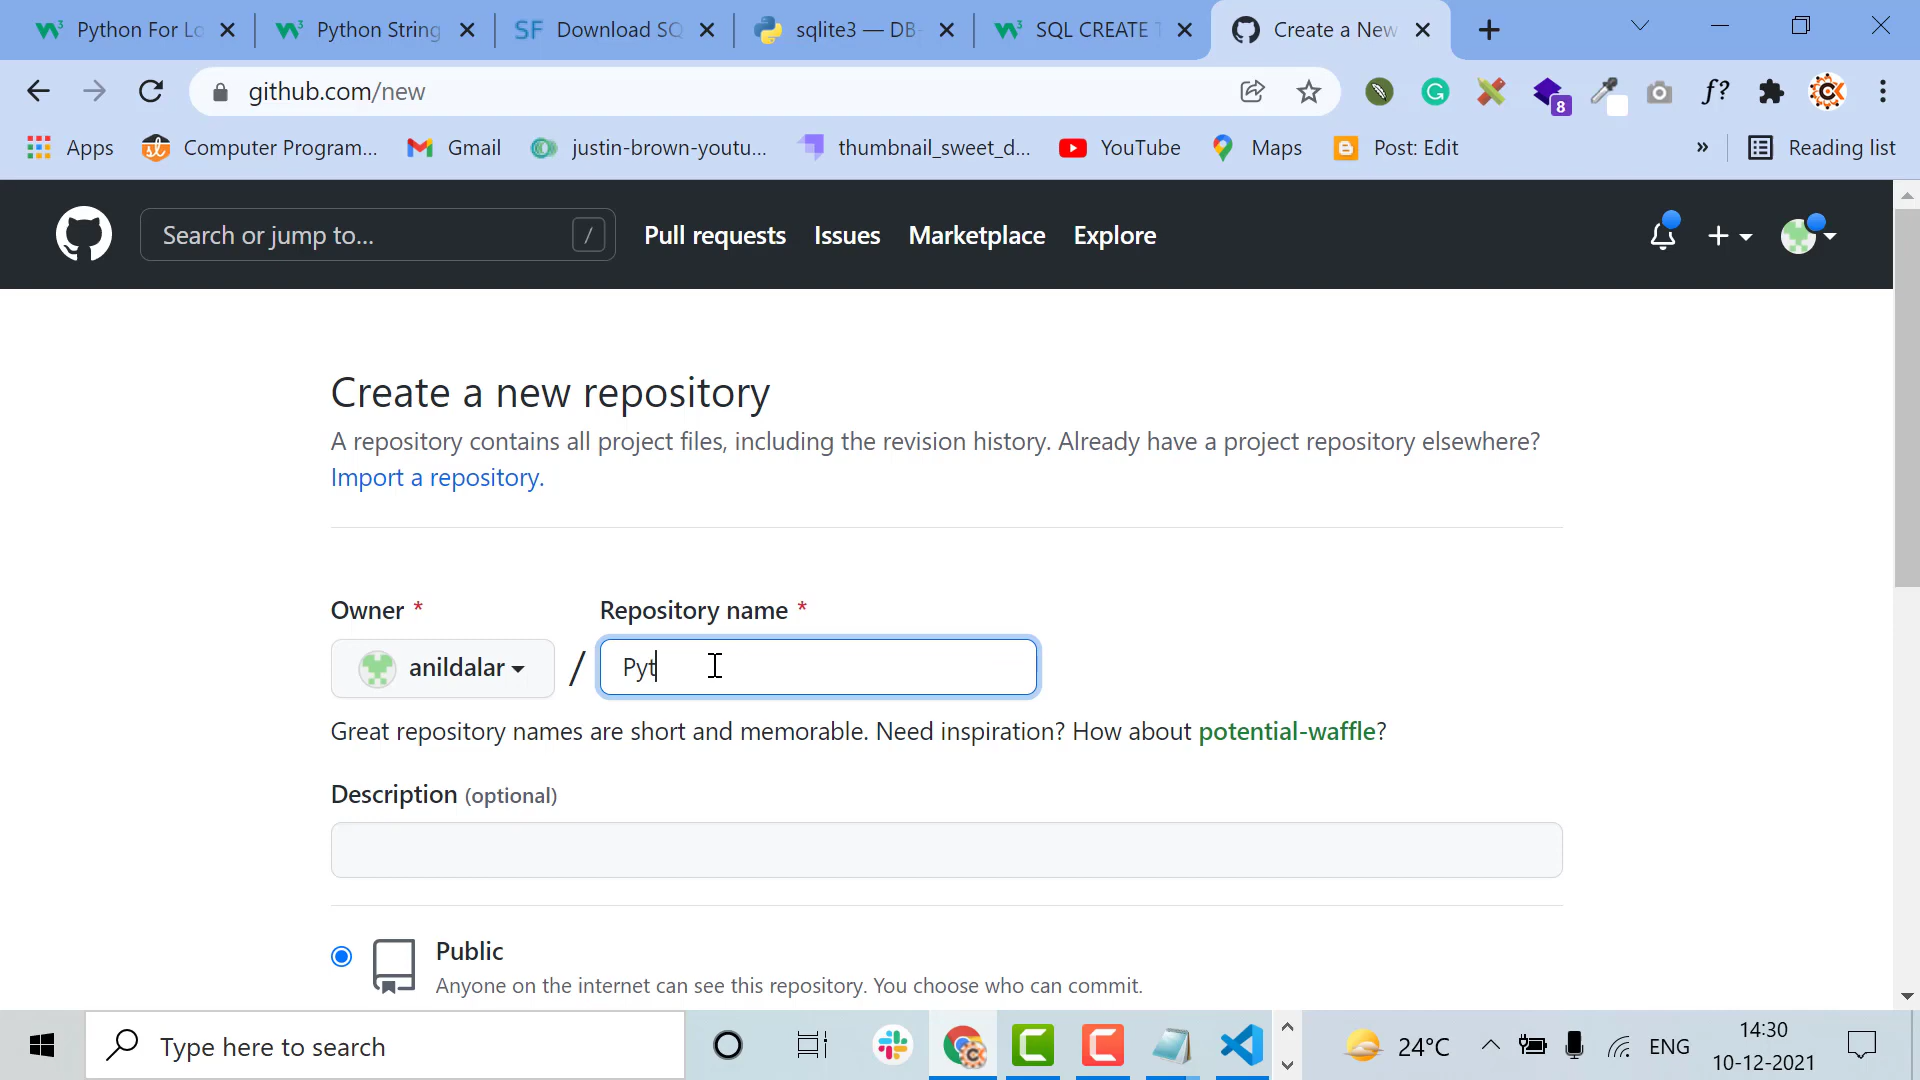 Python For Lo
Python String
SF Download SQ
sqlite3 — DB-
SQL CREATE T
Create a New
github.com/new
8
f?
Apps
Computer Program...
Gmail
justin-brown-youtu...
thumbnail_sweet_d...
YouTube
Maps
Post: Edit
»
Reading list
Search or jump to...
/
Pull requests
Issues
Marketplace
Explore
Create a new repository
A repository contains all project files, including the revision history. Already have a project repository elsewhere?
Import a repository.
Owner *
Repository name *
anildalar
/
Pyt
Great repository names are short and memorable. Need inspiration? How about potential-waffle?
Description (optional)
Public
Anyone on the internet can see this repository. You choose who can commit.
Type here to search
24°C
ENG
14:30
10-12-2021